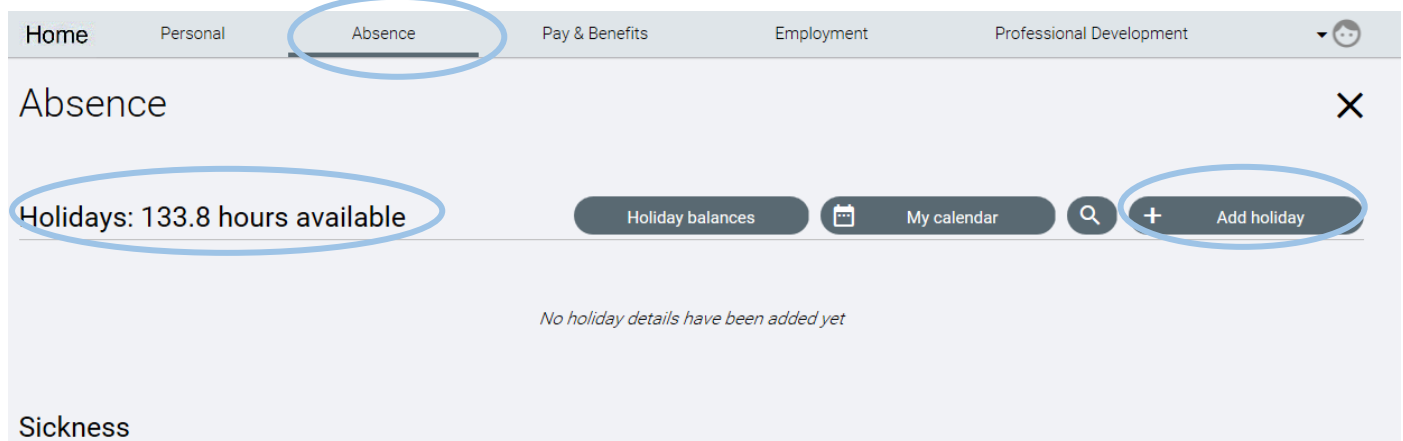 Home Personal Absence Pay & Benefits Employment Professional Development
Absence
Holidays: 133.8 hours available Holiday balances My calendar + Add holiday
No holiday details have been added yet
Sickness